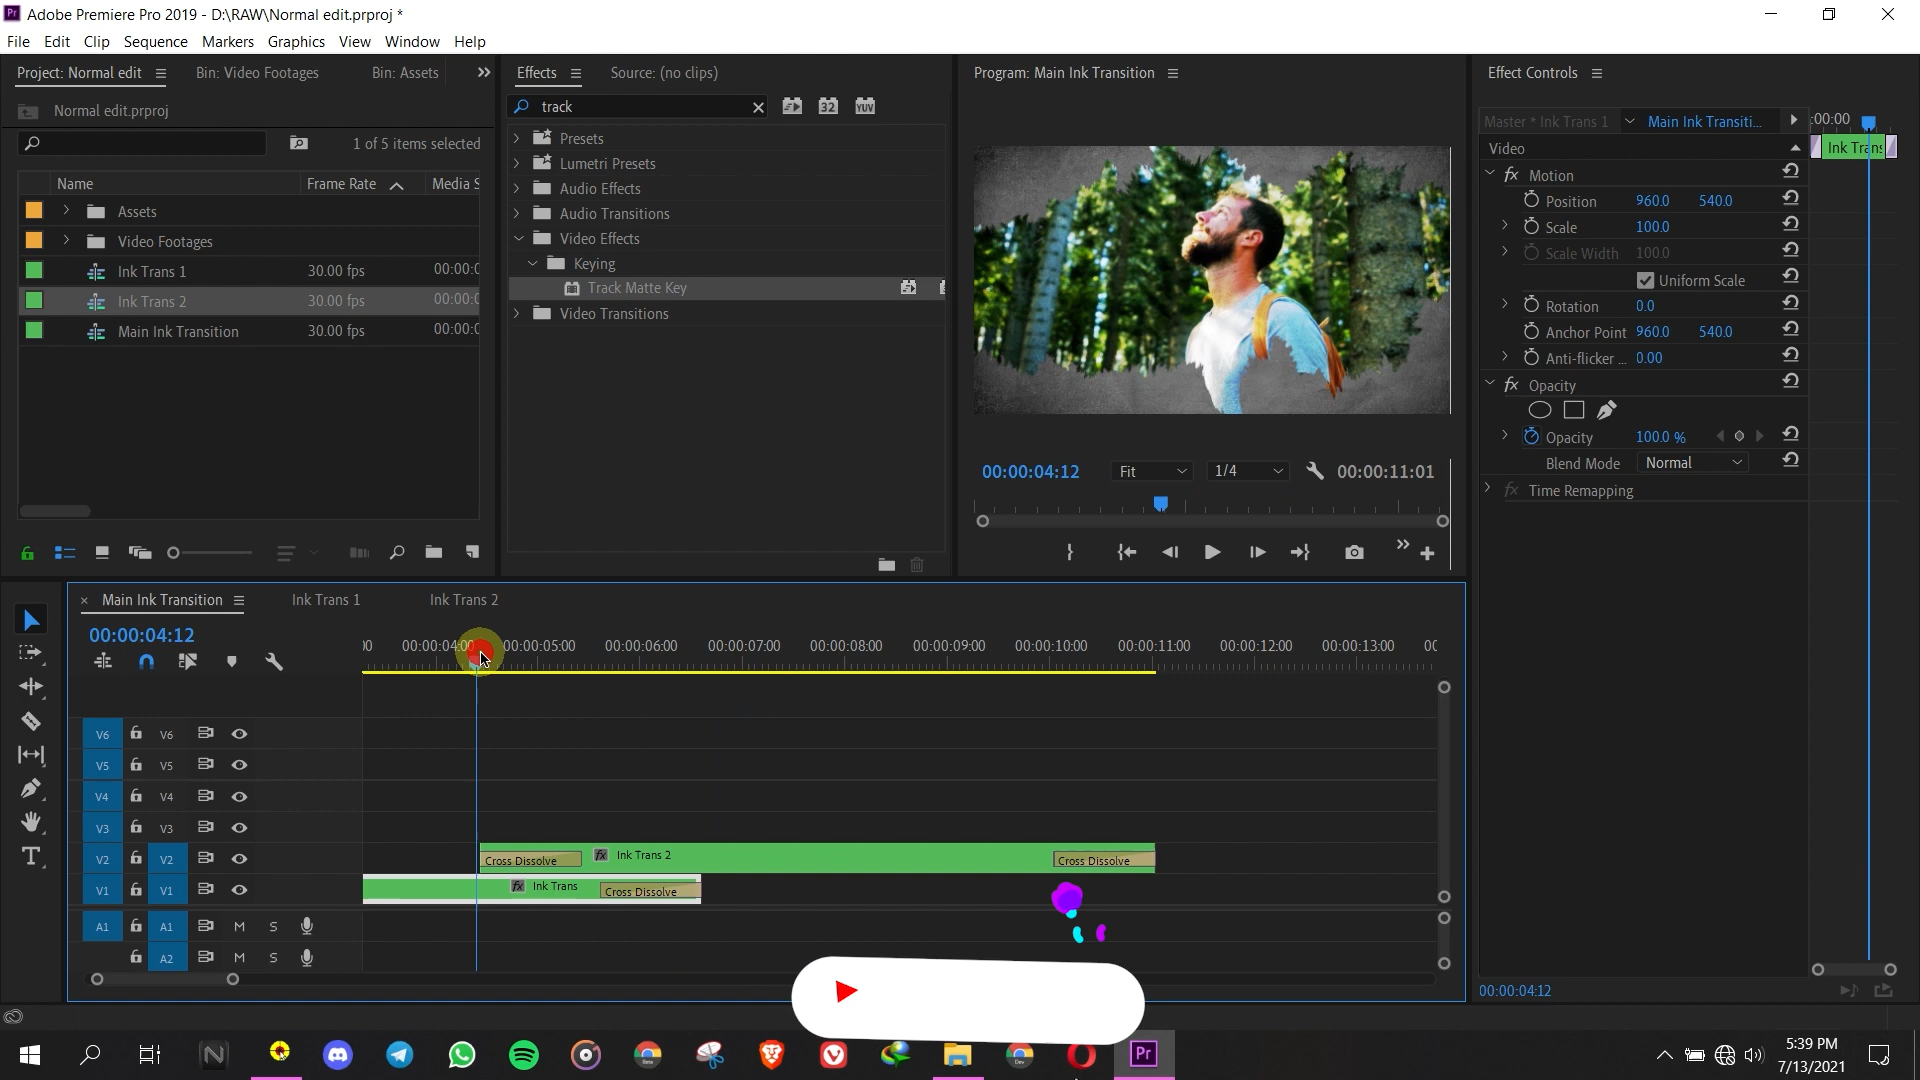 Adobe Premiere Pro 2019 - D:\RAW\Normal edit.prproj *
File Edit Clip Sequence Markers Graphics View Window Help
Project: Normal edit
Bin: Video Footages
Bin: Assets
Normal edit.prproj
1 of 5 items selected
Name Frame Rate Media S
Assets
Video Footages
Ink Trans 1 30.00 fps 00:00:0
Ink Trans 2 30.00 fps 00:00:0
Main Ink Transition 30.00 fps 00:00:0
Effects
Source: (no clips)
track
32 YUV
Presets
Lumetri Presets
Audio Effects
Audio Transitions
Video Effects
Keying
Track Matte Key
Video Transitions
Program: Main Ink Transition
00:00:04:12 Fit 1/4 00:00:11:01
Effect Controls
Master * Ink Trans 1 Main Ink Transiti... :00:00
Video Ink Trans
fx Motion
Position 960.0 540.0
Scale 100.0
Scale Width 100.0
Uniform Scale
Rotation 0.0
Anchor Point 960.0 540.0
Anti-flicker ... 0.00
fx Opacity
Opacity 100.0 %
Blend Mode Normal
fx Time Remapping
00:00:04:12
Main Ink Transition Ink Trans 1 Ink Trans 2
00:00:04:12
00 00:00:04:00 00:00:05:00 00:00:06:00 00:00:07:00 00:00:08:00 00:00:09:00 00:00:10:00 00:00:11:00 00:00:12:00 00:00:13:00 00
V6 V6
V5 V5
V4 V4
V3 V3
V2 V2 Cross Dissolve fx Ink Trans 2 Cross Dissolve
V1 V1 fx Ink Trans Cross Dissolve
A1 A1 M S
A2 M S
5:39 PM
7/13/2021